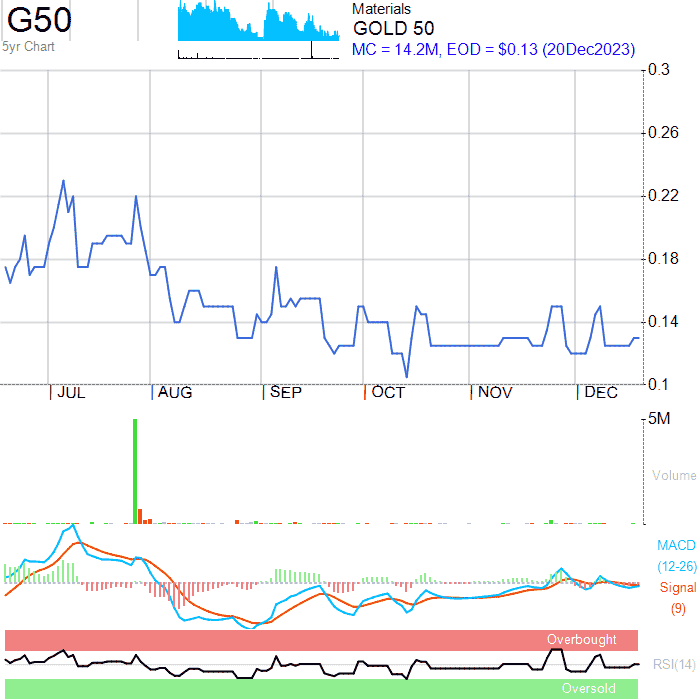 G50
5yr Chart
Materials
GOLD 50
MC = 14.2M, EOD = $0.13 (20Dec2023)
0.3
0.26
0.22
0.18
0.14
0.1
JUL AUG SEP OCT NOV DEC
5M
Volume
MACD
(12-26)
Signal
(9)
Overbought
RSI(14)
Oversold